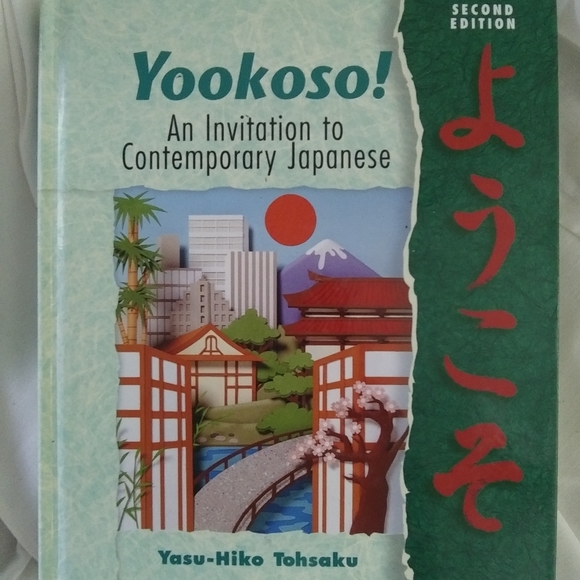 SECOND
EDITION
Yookoso!
An Invitation to
Contemporary Japanese
ようこそ
Yasu-Hiko Tohsaku